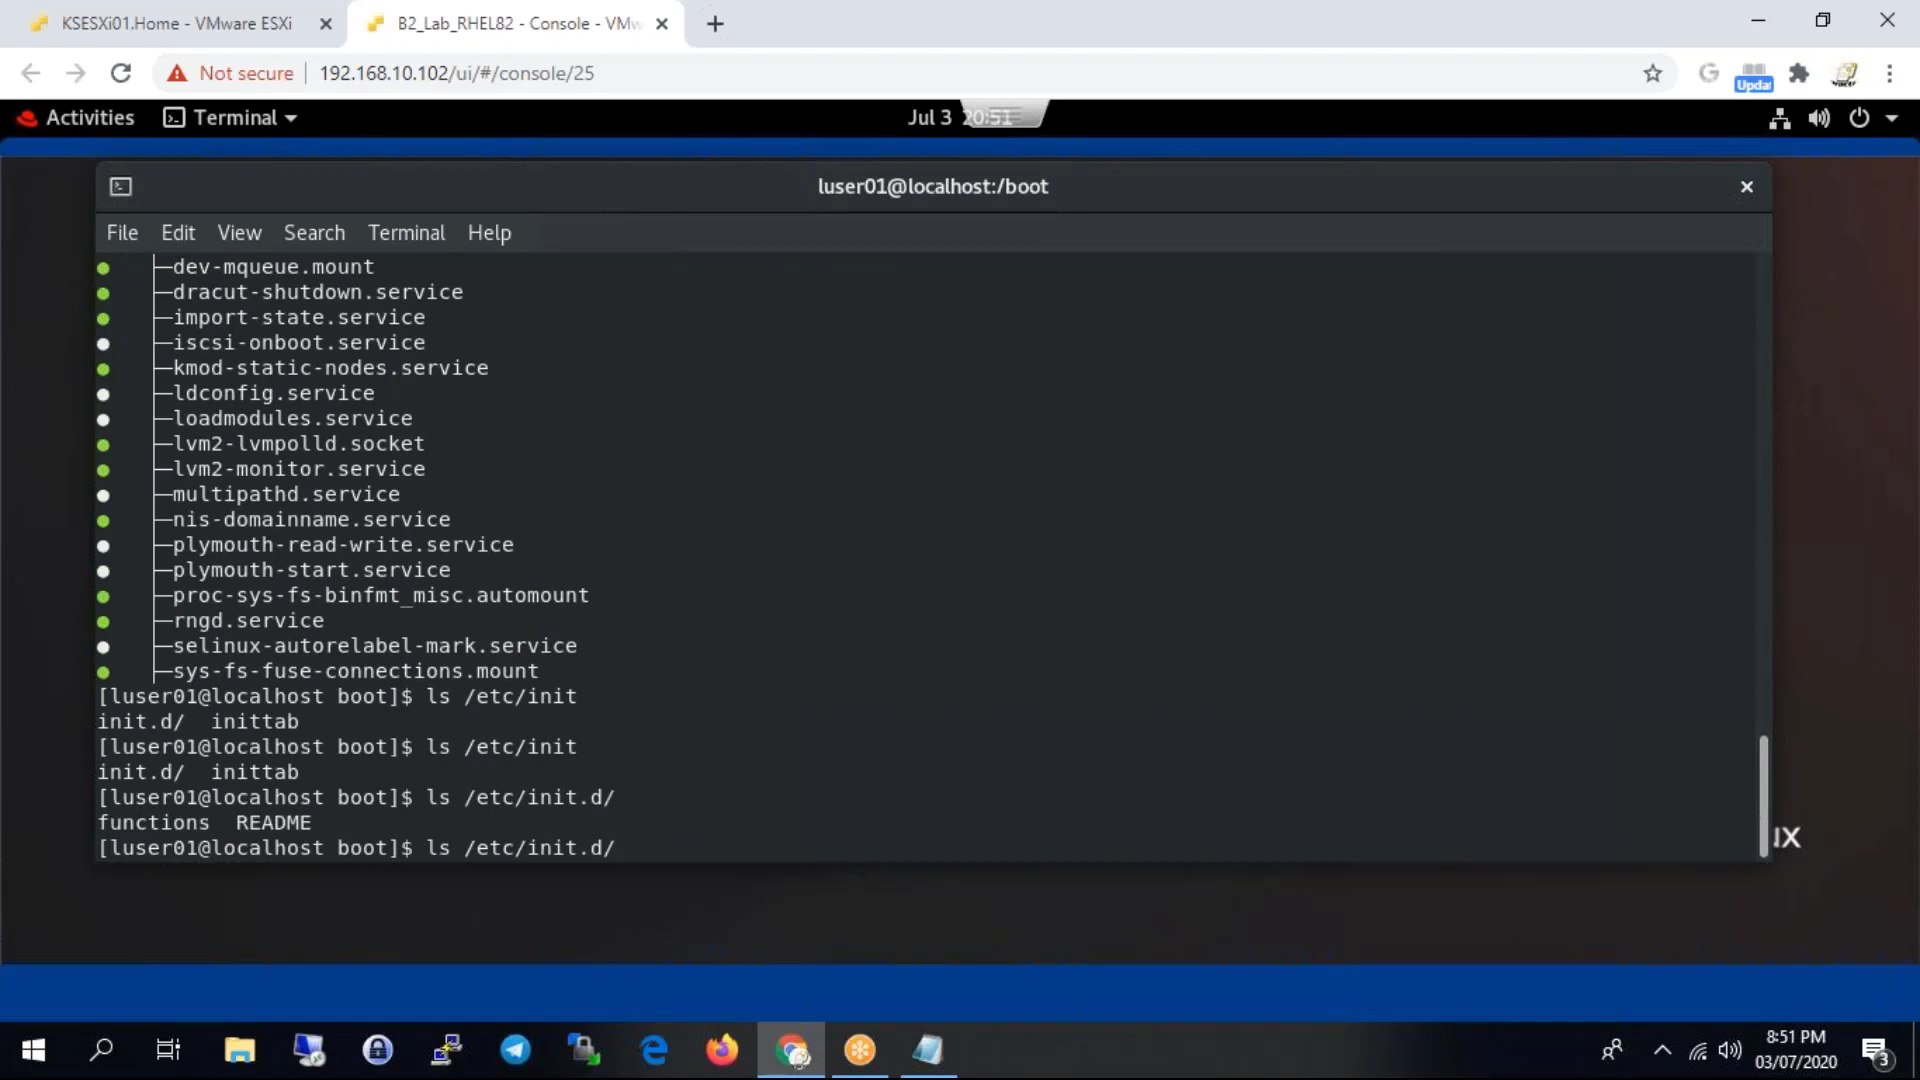 KSESXi01.Home - VMware ESXi
B2_Lab_RHEL82 - Console - VMw
Not secure
192.168.10.102/ui/#/console/25
Updat
Activities
Terminal
Jul 3 20:51
luser01@localhost:/boot
File Edit View Search Terminal Help
dev-mqueue.mount
dracut-shutdown.service
import-state.service
iscsi-onboot.service
kmod-static-nodes.service
ldconfig.service
loadmodules.service
lvm2-lvmpolld.socket
lvm2-monitor.service
multipathd.service
nis-domainname.service
plymouth-read-write.service
plymouth-start.service
proc-sys-fs-binfmt_misc.automount
rngd.service
selinux-autorelabel-mark.service
sys-fs-fuse-connections.mount
[luser01@localhost boot]$ ls /etc/init
init.d/ inittab
[luser01@localhost boot]$ ls /etc/init
init.d/ inittab
[luser01@localhost boot]$ ls /etc/init.d/
functions README
[luser01@localhost boot]$ ls /etc/init.d/
8:51 PM
03/07/2020
3